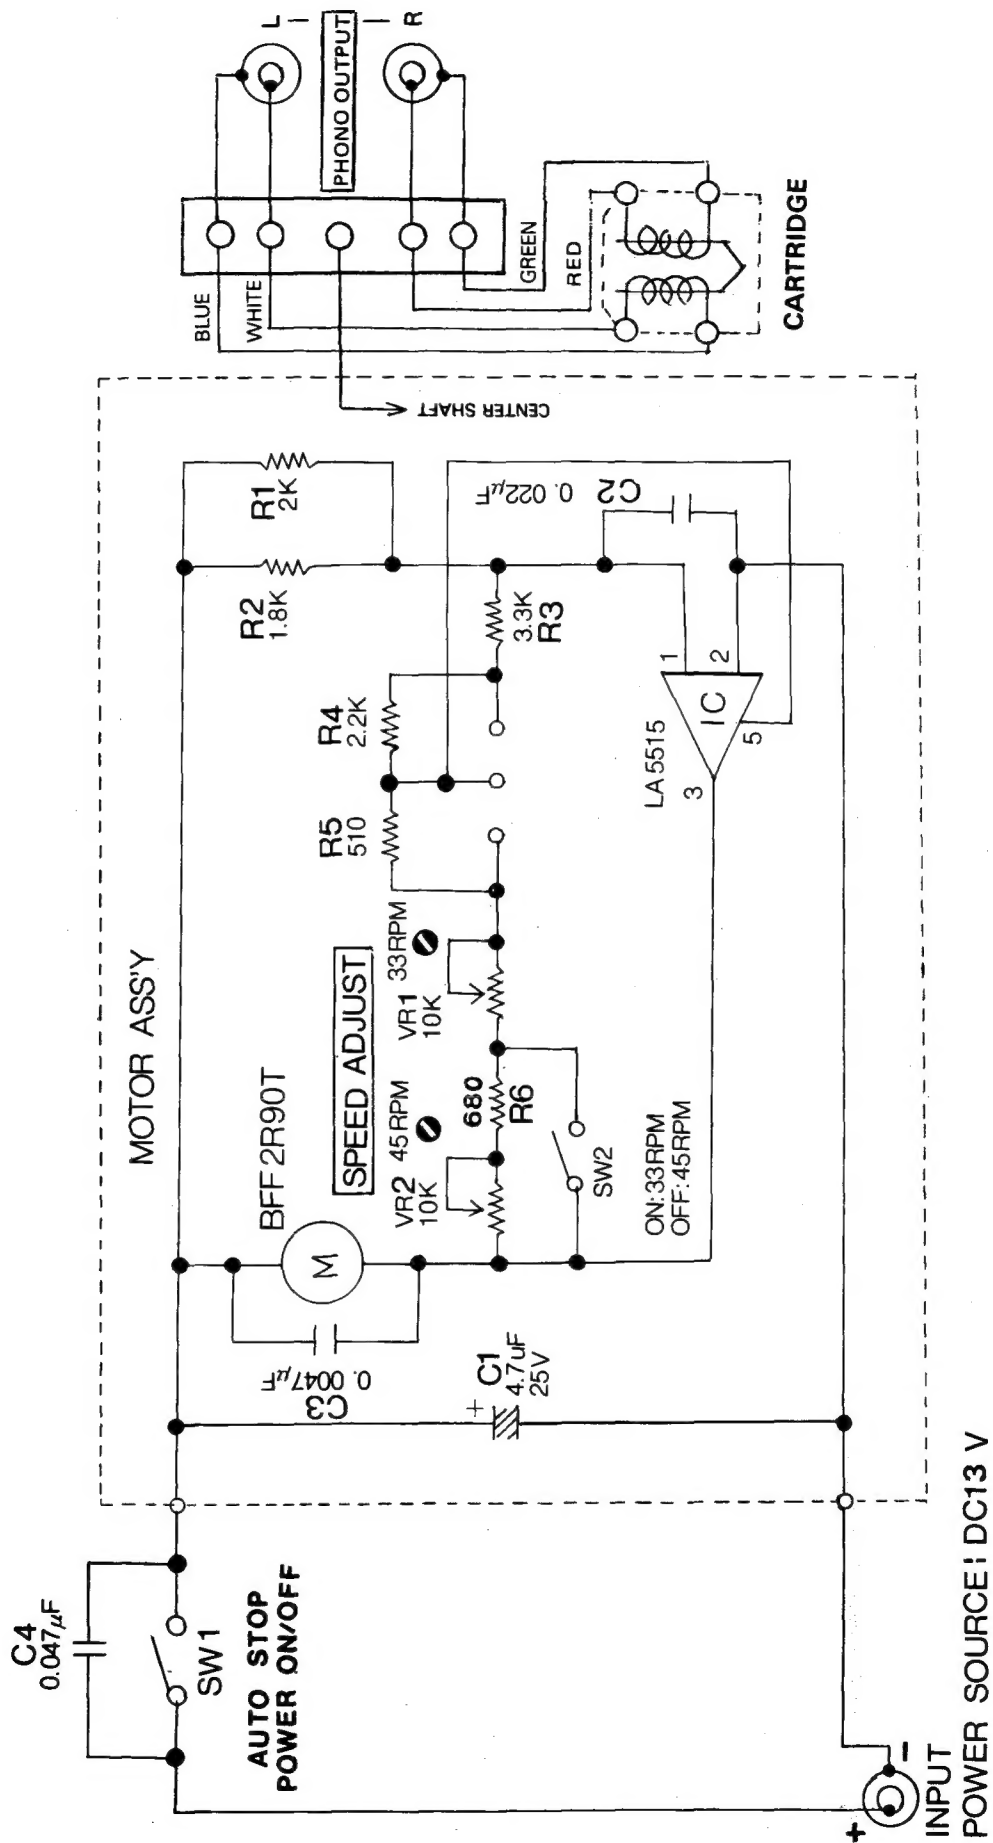 C4
0.047µF
SW1
AUTO STOP
POWER ON/OFF
+
-
INPUT
POWER SOURCE: DC13 V
MOTOR ASS'Y
C3
0.0047µF
+
C1
4.7uF
25V
BFF2R90T
M
SPEED ADJUST
VR2
10K
45RPM
680
R6
SW2
ON:33RPM
OFF:45RPM
VR1
10K
33RPM
R5
510
R4
2.2K
3.3K
R3
R2
1.8K
R1
2K
C2
0.022µF
LA5515
IC
1
2
3
5
CENTER SHAFT
BLUE
WHITE
GREEN
RED
CARTRIDGE
L
PHONO OUTPUT
R